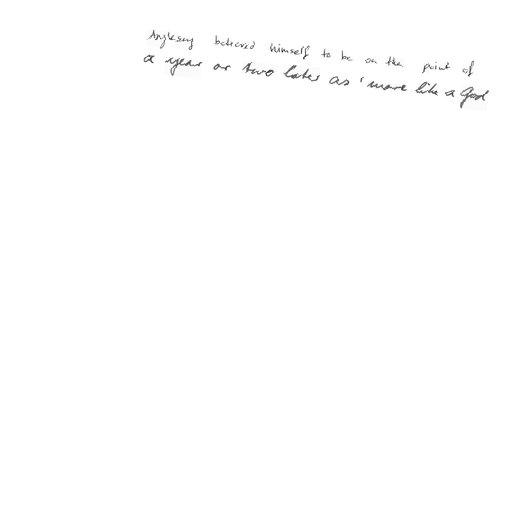 Anglesey believed himself to be on the point of
a year or two later as ' more like a God